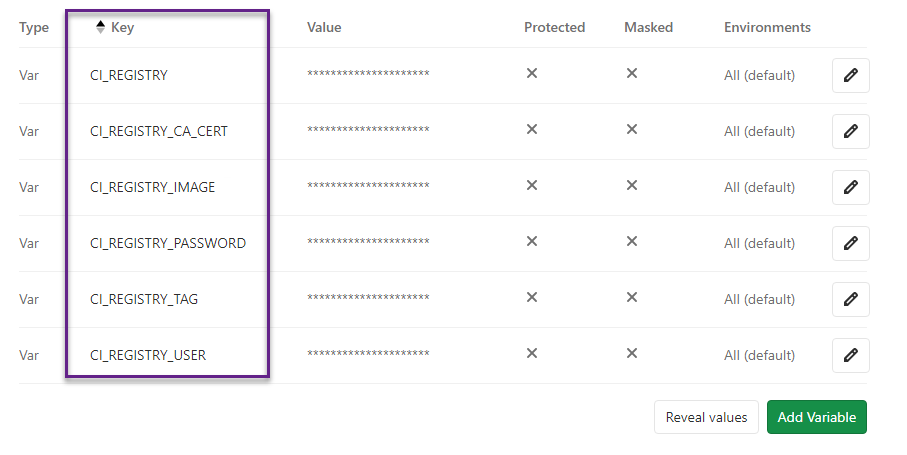 Type Key Value Protected Masked Environments
Var CI_REGISTRY ********************* All (default)
Var CI_REGISTRY_CA_CERT ********************* All (default)
Var CI_REGISTRY_IMAGE ********************* All (default)
Var CI_REGISTRY_PASSWORD ********************* All (default)
Var CI_REGISTRY_TAG ********************* All (default)
Var CI_REGISTRY_USER ********************* All (default)
Reveal values Add Variable